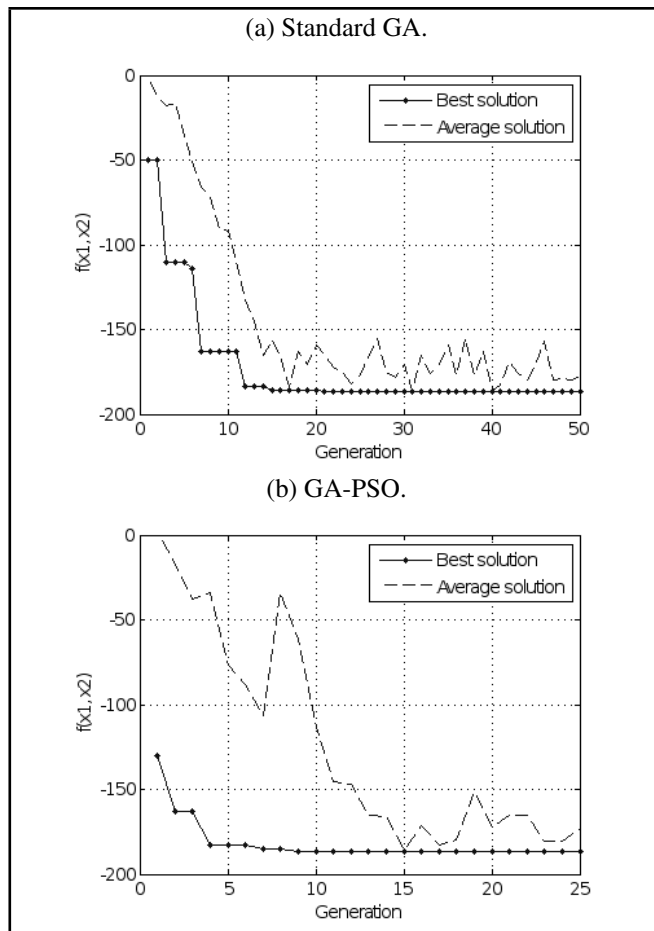 (a) Standard GA.
0
-50
-100
-150
-200
f(x1, x2)
Best solution
Average solution
0 10 20 30 40 50
Generation
(b) GA-PSO.
0
-50
-100
-150
-200
f(x1, x2)
Best solution
Average solution
0 5 10 15 20 25
Generation